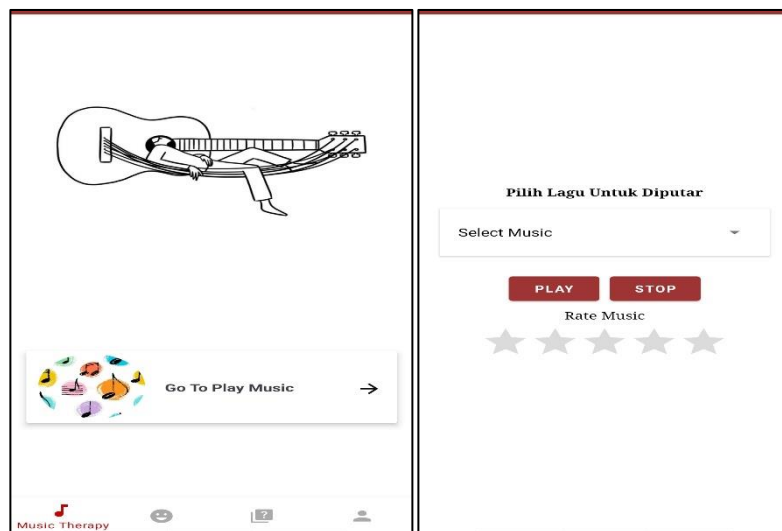 Go To Play Music
Music Therapy
Pilih Lagu Untuk Diputar
Select Music
PLAY STOP
Rate Music